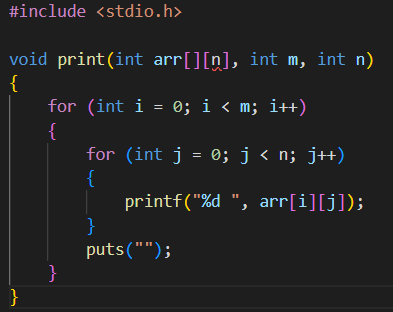 #include <stdio.h>

void print(int arr[][n], int m, int n)
{
    for (int i = 0; i < m; i++)
    {
        for (int j = 0; j < n; j++)
        {
            printf("%d ", arr[i][j]);
        }
        puts("");
    }
}